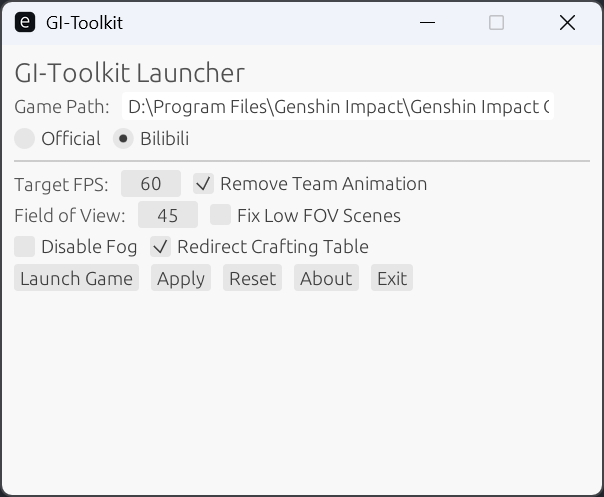 e GI-Toolkit
GI-Toolkit Launcher
Game Path: D:\Program Files\Genshin Impact\Genshin Impact
Official Bilibili
Target FPS: 60 Remove Team Animation
Field of View: 45 Fix Low FOV Scenes
Disable Fog Redirect Crafting Table
Launch Game Apply Reset About Exit